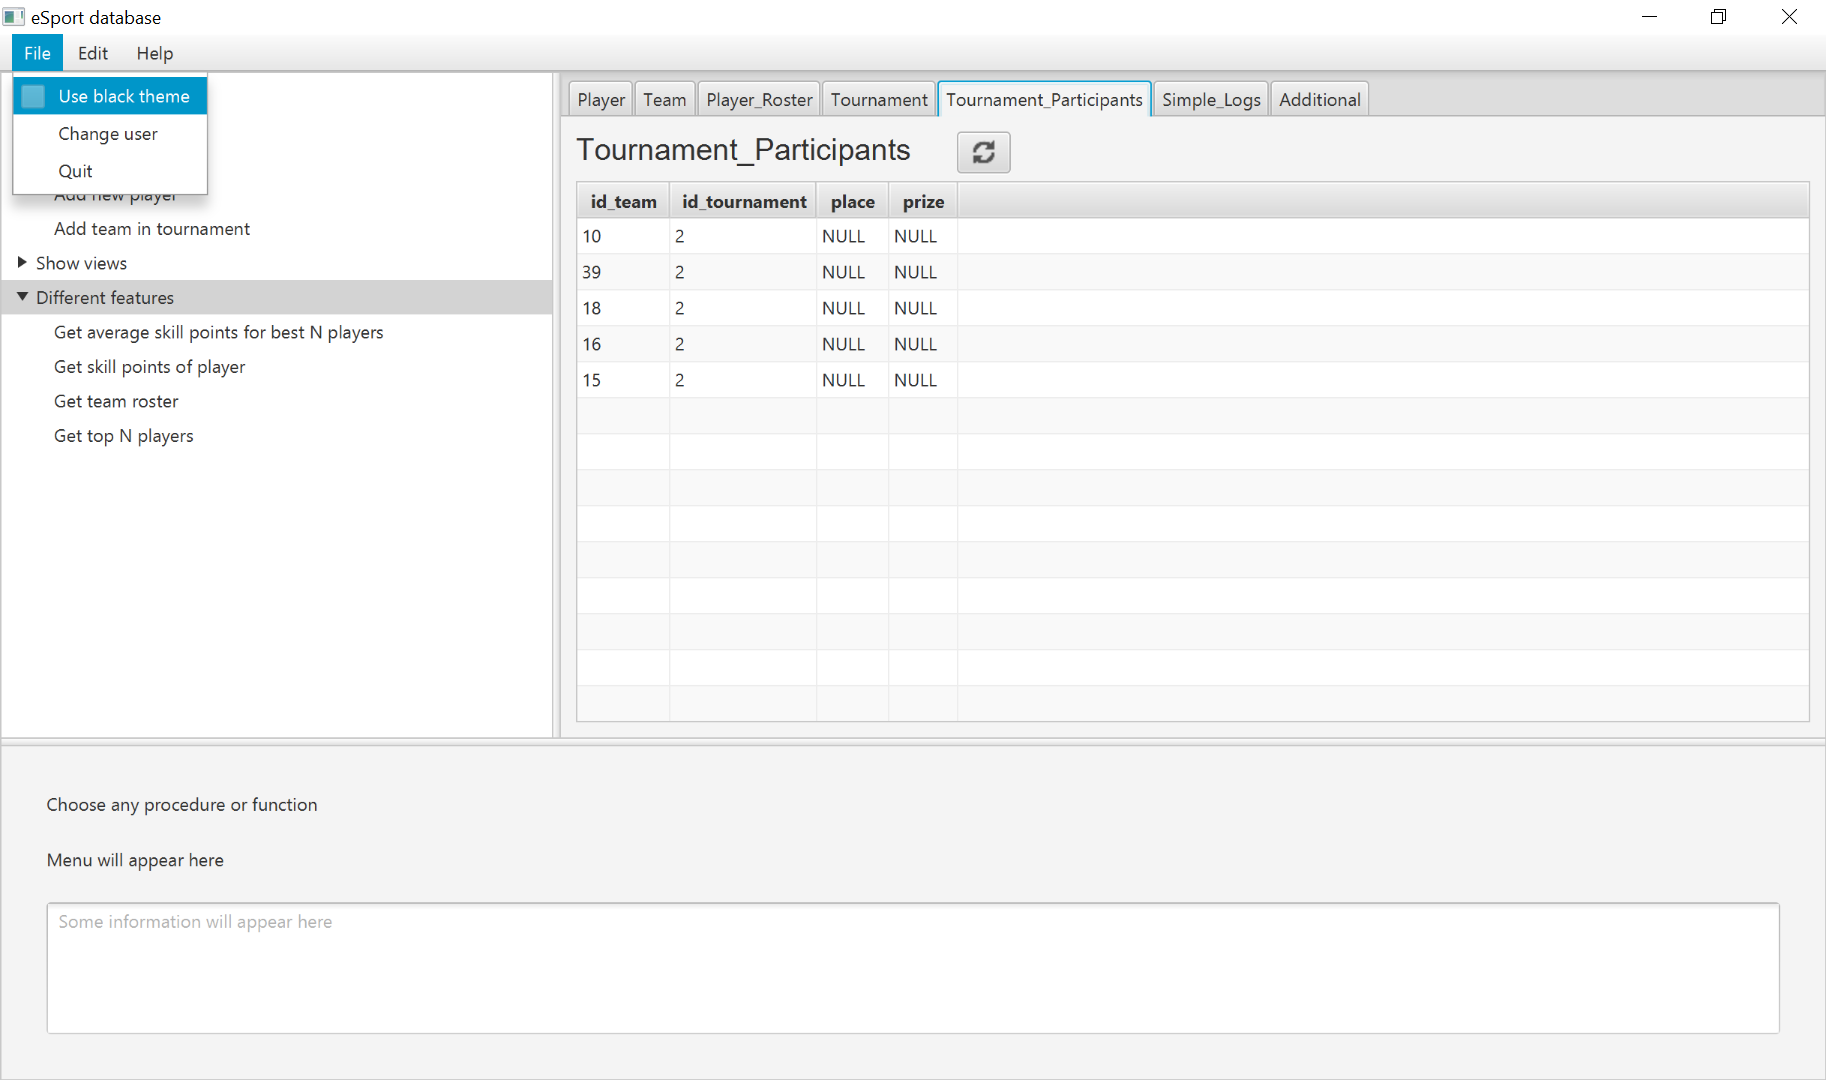 eSport database
File Edit Help
Use black theme
Change user
Quit
Add new player
Add team in tournament
Show views
Different features
Get average skill points for best N players
Get skill points of player
Get team roster
Get top N players
Player Team Player_Roster Tournament Tournament_Participants Simple_Logs Additional
Tournament_Participants
id_team id_tournament place prize
10 2 NULL NULL
39 2 NULL NULL
18 2 NULL NULL
16 2 NULL NULL
15 2 NULL NULL
Choose any procedure or function
Menu will appear here
Some information will appear here